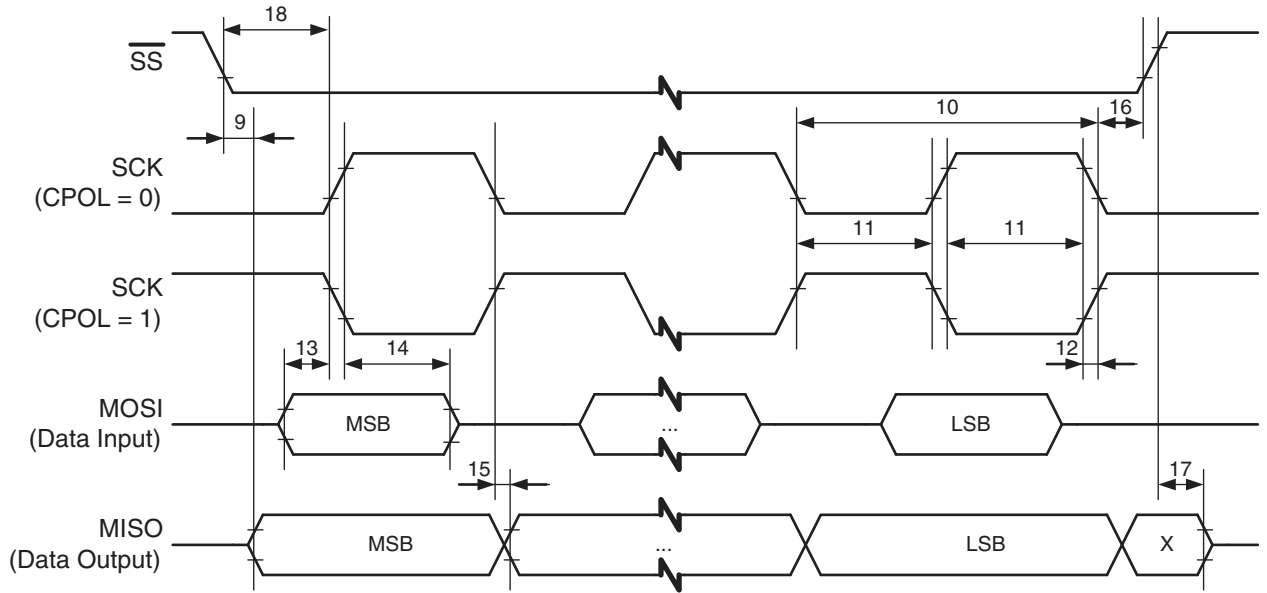 18
SS
9
10
16
SCK
(CPOL = 0)
11
11
SCK
(CPOL = 1)
13
14
12
MOSI
(Data Input)
MSB
...
LSB
15
17
MISO
(Data Output)
MSB
...
LSB
X